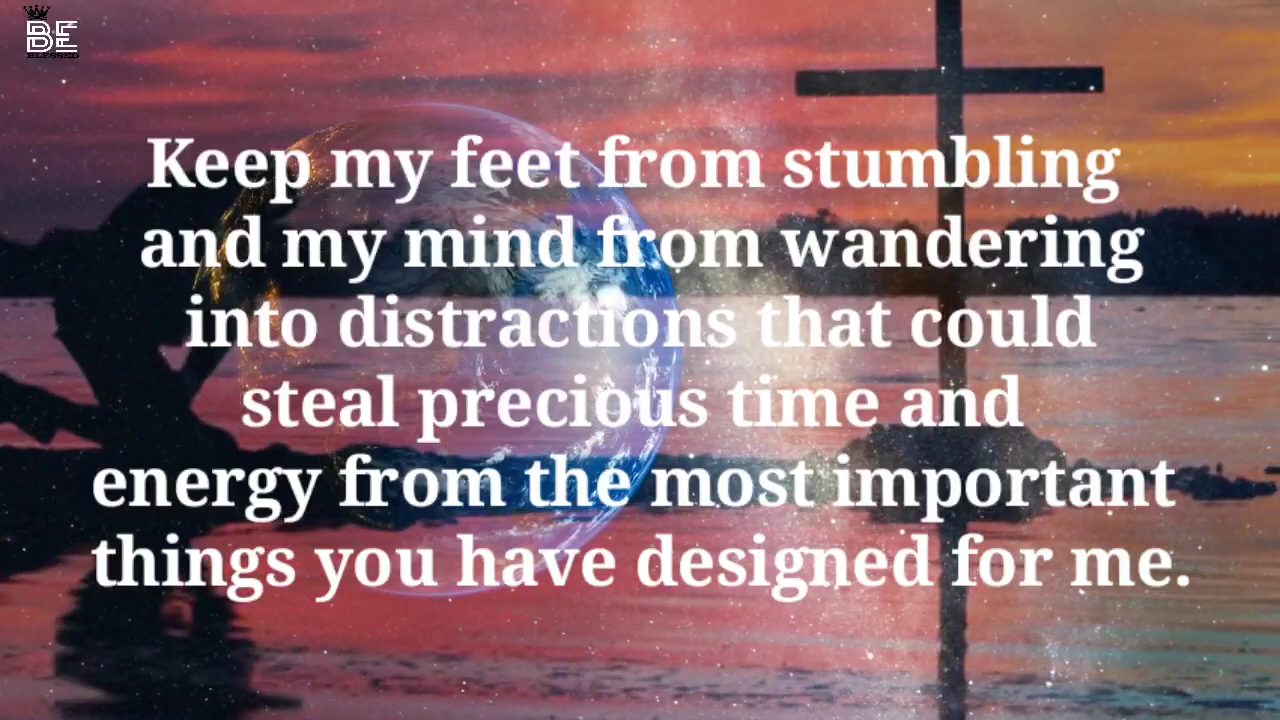 BE
BLESSED
Keep my feet from stumbling
and my mind from wandering
into distractions that could
steal precious time and
energy from the most important
things you have designed for me.